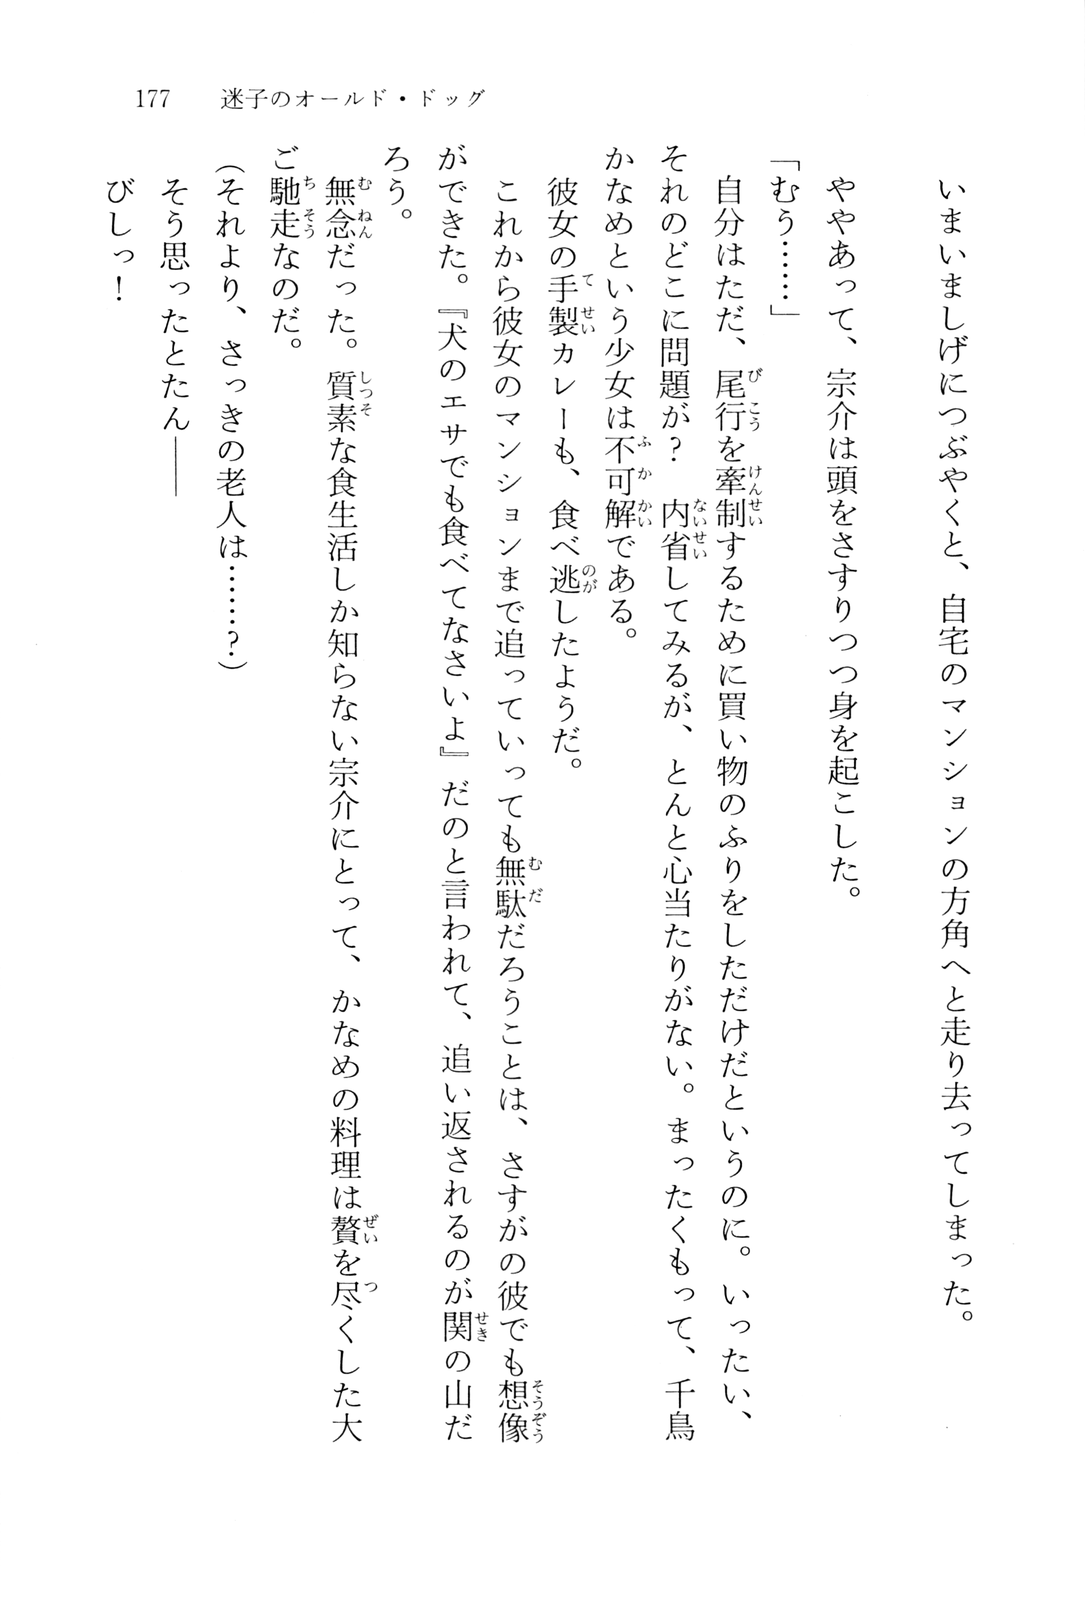 177　迷子のオールド・ドッグ
　いまいましげにつぶやくと、自宅のマンションの方角へと走り去ってしまった。
　ややあって、宗介は頭をさすりつつ身を起こした。
「むう……」
　自分はただ、尾行を牽制するために買い物のふりをしただけだというのに。いったい、
それのどこに問題が？　内省してみるが、とんと心当たりがない。まったくもって、千鳥
かなめという少女は不可解である。
　彼女の手製カレーも、食べ逃したようだ。
　これから彼女のマンションまで追っていっても無駄だろうことは、さすがの彼でも想像
ができた。『犬のエサでも食べてなさいよ』だのと言われて、追い返されるのが関の山だ
ろう。
　無念だった。質素な食生活しか知らない宗介にとって、かなめの料理は贅を尽くした大
ご馳走なのだ。
（それより、さっきの老人は……？）
　そう思ったとたん――
　びしっ！